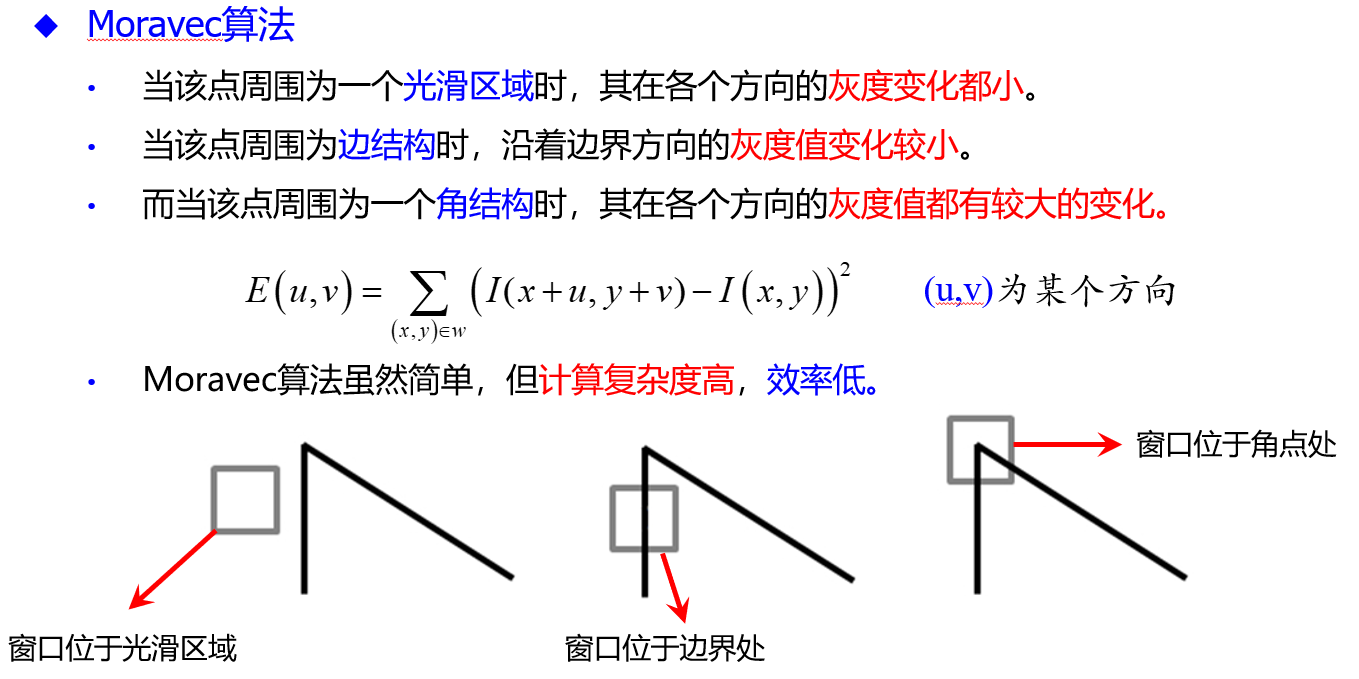 ◆ Moravec算法
• 当该点周围为一个光滑区域时，其在各个方向的灰度变化都小。
• 当该点周围为边结构时，沿着边界方向的灰度值变化较小。
• 而当该点周围为一个角结构时，其在各个方向的灰度值都有较大的变化。
E(u,v) = ∑_{(x,y)∈w} (I(x+u, y+v) − I(x,y))² (u,v)为某个方向
• Moravec算法虽然简单，但计算复杂度高，效率低。
窗口位于角点处
窗口位于光滑区域
窗口位于边界处